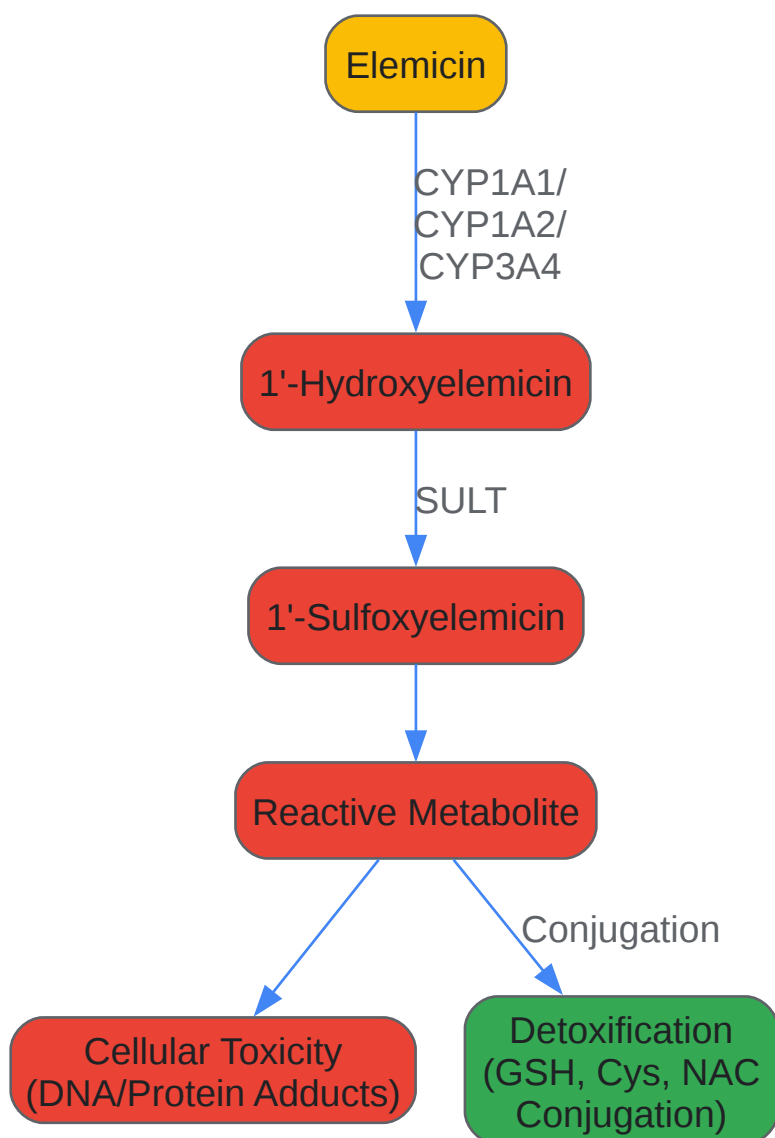 Elemicin
CYP1A1/
CYP1A2/
CYP3A4
1'-Hydroxyelemicin
SULT
1'-Sulfoxyelemicin
Reactive Metabolite
Conjugation
Cellular Toxicity
(DNA/Protein Adducts)
Detoxification
(GSH, Cys, NAC
Conjugation)